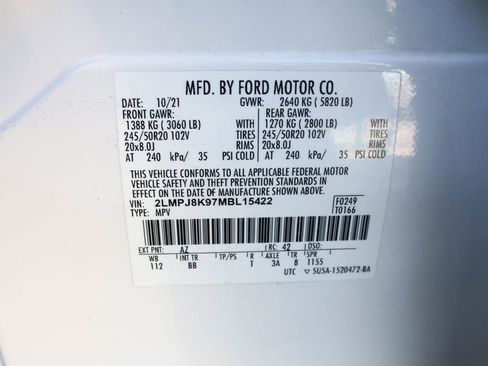 MFD. BY FORD MOTOR CO.
DATE: 10/21 GVWR: 2640 KG ( 5820 LB)
FRONT GAWR: REAR GAWR:
1388 KG ( 3060 LB) WITH 1270 KG ( 2800 LB) WITH
245/50R20 102V TIRES 245/50R20 102V TIRES
20x8.0J RIMS 20x8.0J RIMS
AT 240 kPa/ 35 PSI COLD AT 240 kPa/ 35 PSI COLD
THIS VEHICLE CONFORMS TO ALL APPLICABLE FEDERAL MOTOR
VEHICLE SAFETY AND THEFT PREVENTION STANDARDS IN
EFFECT ON THE DATE OF MANUFACTURE SHOWN ABOVE.
VIN: 2LMPJ8K97MBL15422 F0249
TYPE: MPV T0166
EXT PNT: AZ RC: 42 DSO:
WB INT TR TP/PS R AXLE TR SPR
112 BB T 3A 8 1155
UTC 5U5A-1520472-BA